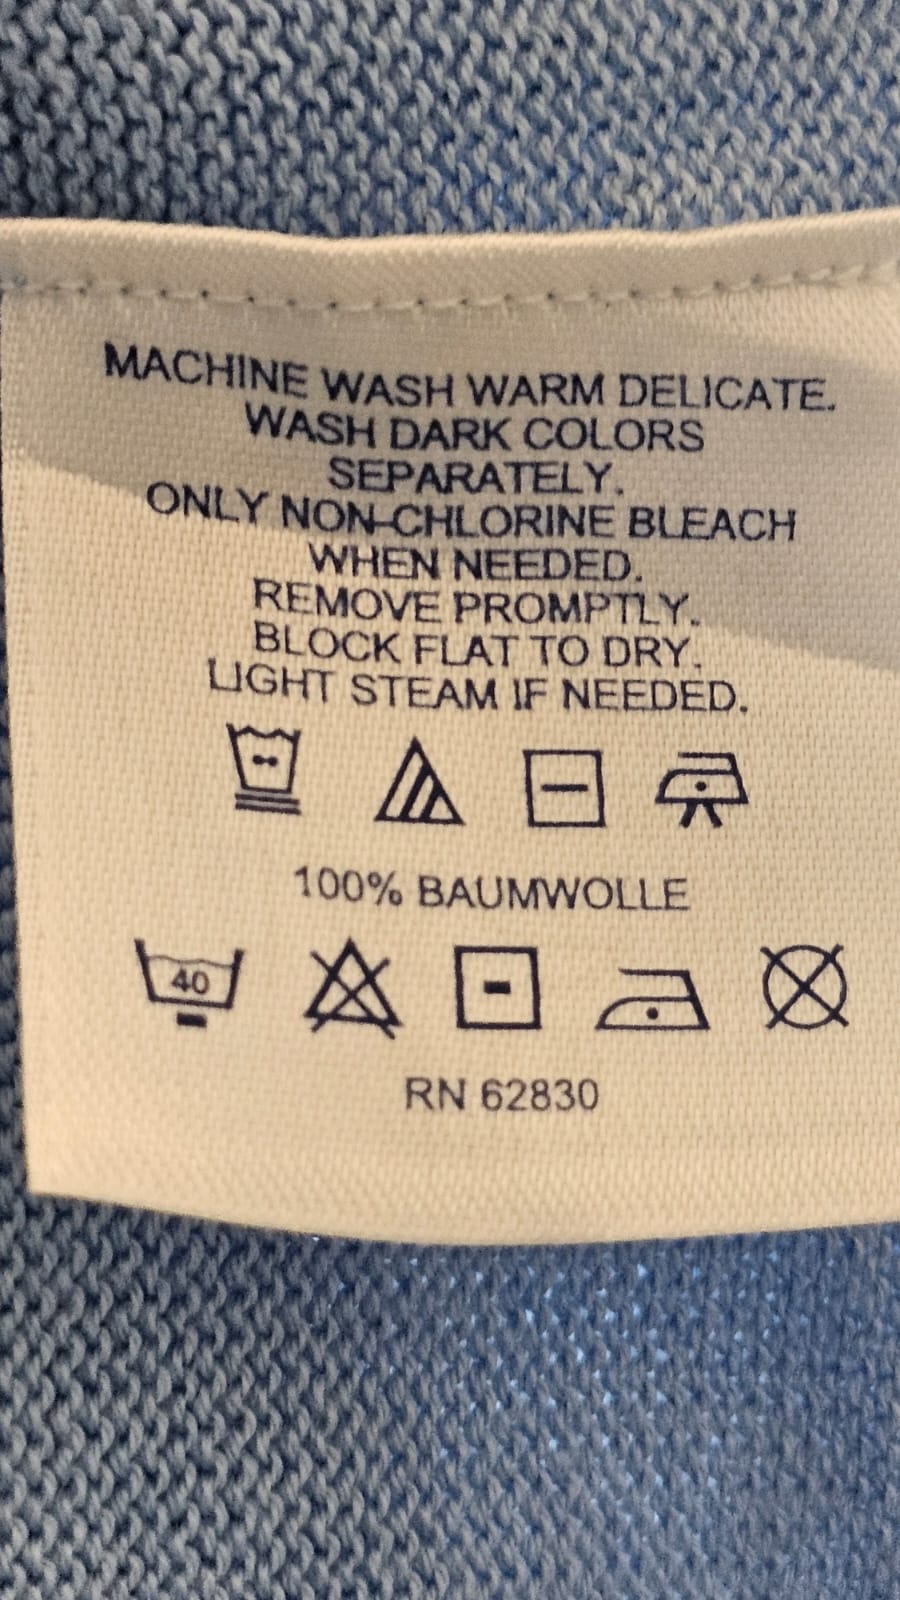 MACHINE WASH WARM DELICATE.
WASH DARK COLORS
SEPARATELY.
ONLY NON-CHLORINE BLEACH
WHEN NEEDED.
REMOVE PROMPTLY.
BLOCK FLAT TO DRY.
LIGHT STEAM IF NEEDED.
100% BAUMWOLLE
40
RN 62830